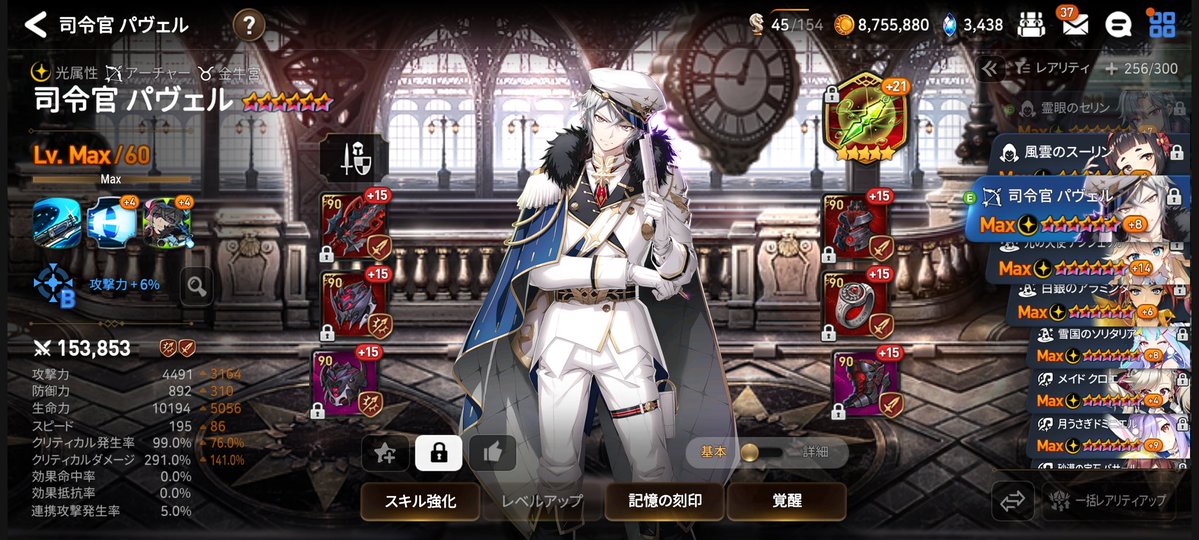 司令官 パヴェル
?
45/154
8,755,880
3,438
37
光属性 アーチャー 金牛宮
司令官 パヴェル
Lv. Max/60
Max
+4
+4
B
攻撃力 + 6%
153,853
攻撃力 4491 3164
防御力 892 310
生命力 10194 5056
スピード 195 86
クリティカル発生率 99.0% 76.0%
クリティカルダメージ 291.0% 141.0%
効果命中率 0.0%
効果抵抗率 0.0%
連携攻撃発生率 5.0%
90 +15
90 +15
90 +15
+21
90 +15
90 +15
90 +15
基本 詳細
スキル強化
レベルアップ
記憶の刻印
覚醒
レアリティ
256/300
霊眼のセリン
風雲のスーリン
司令官 パヴェル
E
Max +8
Max +14
白銀のアラミンタ
Max +6
雪国のソリタリア
Max +8
メイド クロエ
Max +4
月うさぎドミニエル
Max +9
一括レアリティアップ